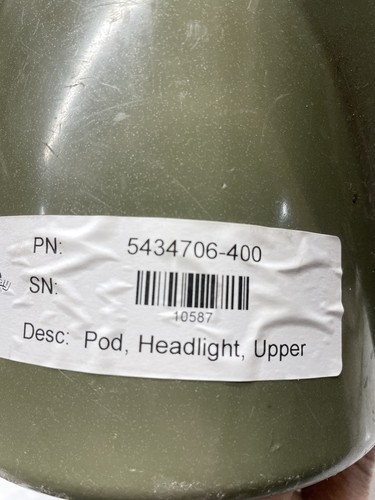 PN: 5434706-400
SN:
10587
Desc: Pod, Headlight, Upper